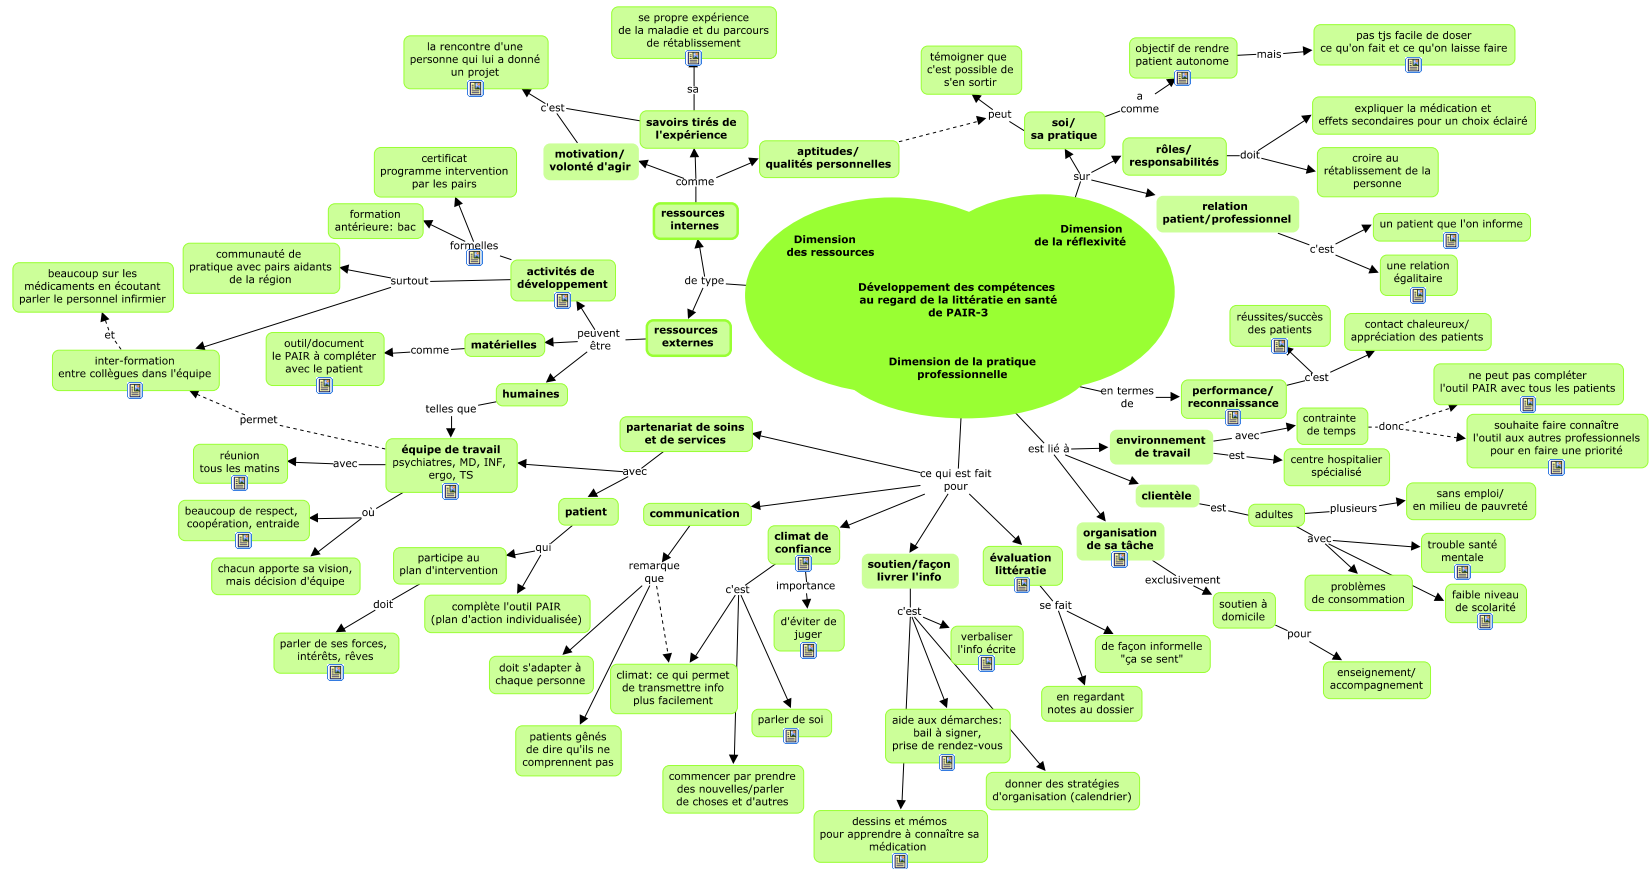 se propre expérience
de la maladie et du parcours
de rétablissement
la rencontre d'une
personne qui lui a donné
un projet
c'est
sa
savoirs tirés de
l'expérience
motivation/
volonté d'agir
aptitudes/
qualités personnelles
comme
ressources
internes
témoigner que
c'est possible de
s'en sortir
peut
objectif de rendre
patient autonome
mais
pas tjs facile de doser
ce qu'on fait et ce qu'on laisse faire
a
comme
soi/
sa pratique
rôles/
responsabilités
doit
expliquer la médication et
effets secondaires pour un choix éclairé
croire au
rétablissement de la
personne
sur
relation
patient/professionnel
c'est
un patient que l'on informe
une relation
égalitaire
certificat
programme intervention
par les pairs
formation
antérieure: bac
formelles
communauté de
pratique avec pairs aidants
de la région
beaucoup sur les
médicaments en écoutant
parler le personnel infirmier
surtout
activités de
développement
et
inter-formation
entre collègues dans l'équipe
outil/document
le PAIR à compléter
avec le patient
comme
matérielles
peuvent
être
ressources
externes
de type
humaines
telles que
permet
Dimension
des ressources
Dimension
de la réflexivité
Développement des compétences
au regard de la littératie en santé
de PAIR-3
Dimension de la pratique
professionnelle
réussites/succès
des patients
contact chaleureux/
appréciation des patients
c'est
en termes
de
performance/
reconnaissance
ne peut pas compléter
l'outil PAIR avec tous les patients
contrainte
de temps
donc
souhaite faire connaître
l'outil aux autres professionnels
pour en faire une priorité
est lié à
environnement
de travail
avec
est
centre hospitalier
spécialisé
clientèle
est
adultes
plusieurs
sans emploi/
en milieu de pauvreté
avec
trouble santé
mentale
problèmes
de consommation
faible niveau
de scolarité
organisation
de sa tâche
exclusivement
soutien à
domicile
pour
enseignement/
accompagnement
partenariat de soins
et de services
avec
équipe de travail
psychiatres, MD, INF,
ergo, TS
réunion
tous les matins
avec
beaucoup de respect,
coopération, entraide
où
chacun apporte sa vision,
mais décision d'équipe
patient
qui
participe au
plan d'intervention
doit
complète l'outil PAIR
(plan d'action individualisée)
parler de ses forces,
intérêts, rêves
ce qui est fait
pour
communication
remarque
que
doit s'adapter à
chaque personne
patients gênés
de dire qu'ils ne
comprennent pas
climat: ce qui permet
de transmettre info
plus facilement
climat de
confiance
c'est
importance
d'éviter de
juger
parler de soi
commencer par prendre
des nouvelles/parler
de choses et d'autres
soutien/façon
livrer l'info
c'est
verbaliser
l'info écrite
aide aux démarches:
bail à signer,
prise de rendez-vous
donner des stratégies
d'organisation (calendrier)
dessins et mémos
pour apprendre à connaître sa
médication
évaluation
littératie
se fait
de façon informelle
"ça se sent"
en regardant
notes au dossier